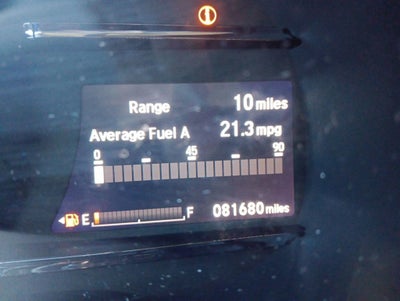 Range 10 miles
Average Fuel A 21.3 mpg
0 45 90
E F 081680 miles